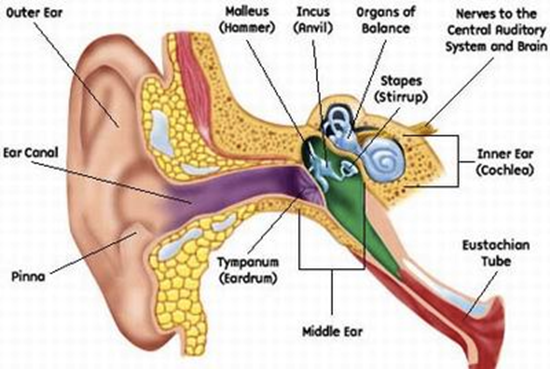 Outer Ear
Malleus
(Hammer)
Incus
(Anvil)
Organs of
Balance
Nerves to the
Central Auditory
System and Brain
Stapes
(Stirrup)
Ear Canal
Inner Ear
(Cochlea)
Pinna
Tympanum
(Eardrum)
Eustachian
Tube
Middle Ear